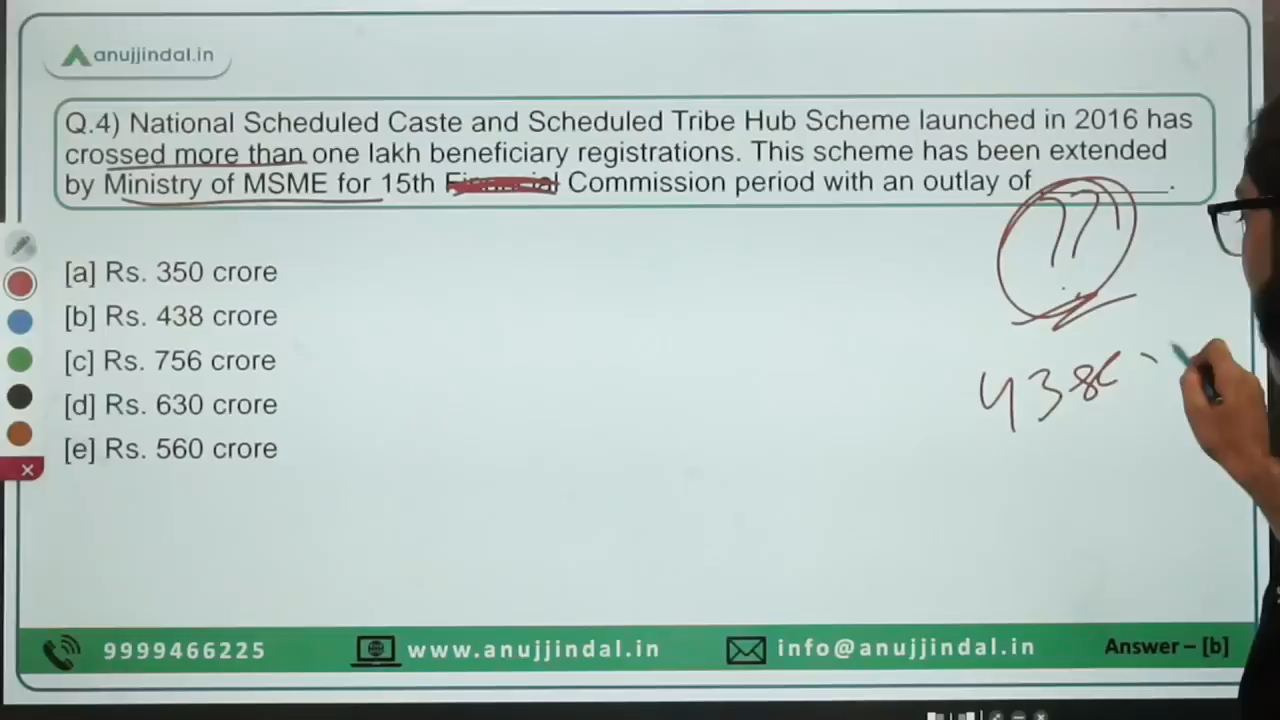 anujjindal.in
Q.4) National Scheduled Caste and Scheduled Tribe Hub Scheme launched in 2016 has
crossed more than one lakh beneficiary registrations. This scheme has been extended
by Ministry of MSME for 15th Financial Commission period with an outlay of ________.
??
[a] Rs. 350 crore
[b] Rs. 438 crore
438
[c] Rs. 756 crore
[d] Rs. 630 crore
[e] Rs. 560 crore
9999466225 www.anujjindal.in info@anujjindal.in Answer – [b]